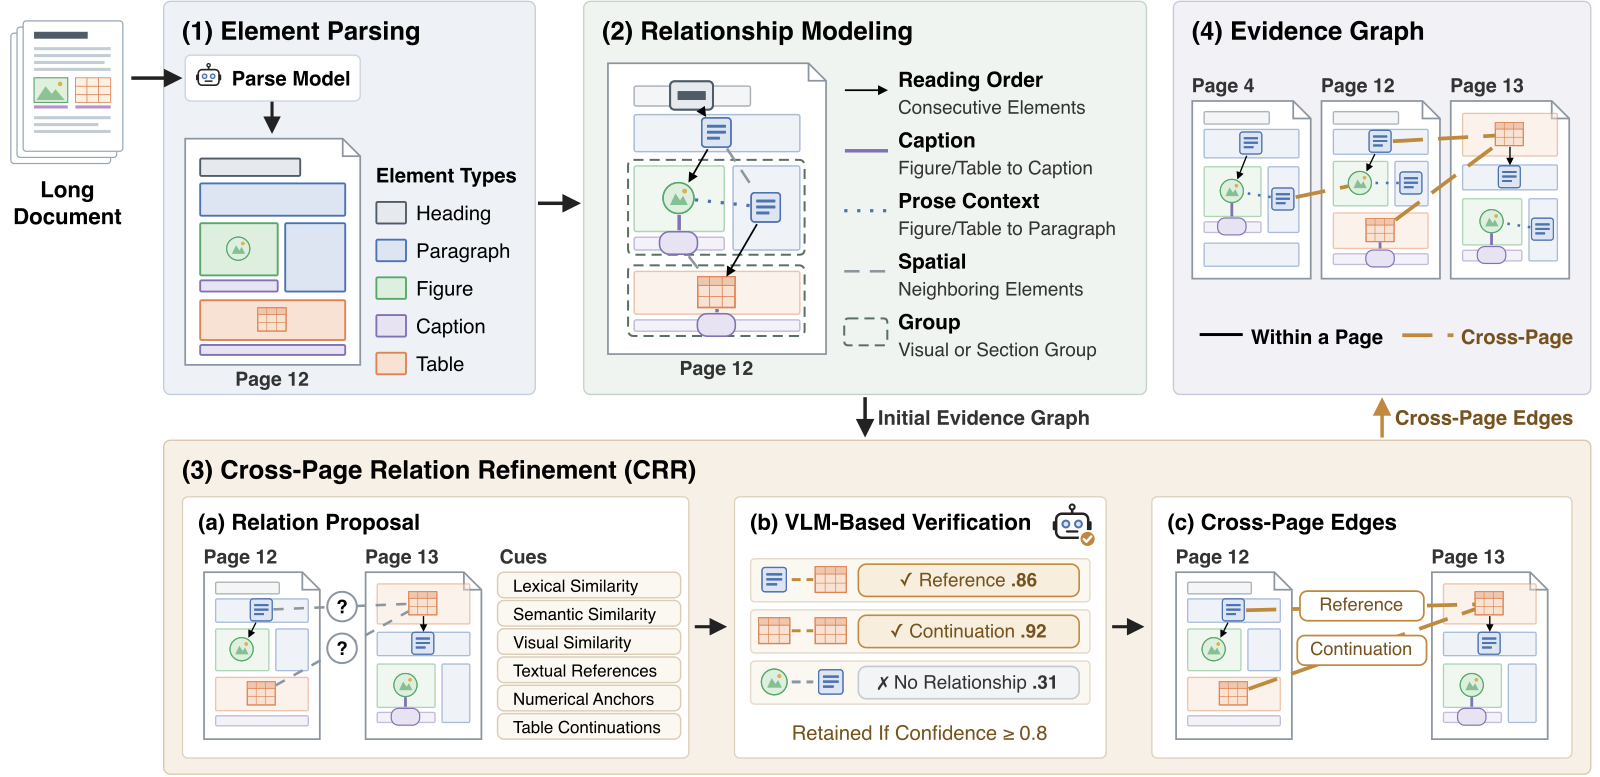 Long
Document
(1) Element Parsing
Parse Model
Page 12
Element Types
Heading
Paragraph
Figure
Caption
Table
(2) Relationship Modeling
Page 12
Reading Order
Consecutive Elements
Caption
Figure/Table to Caption
Prose Context
Figure/Table to Paragraph
Spatial
Neighboring Elements
Group
Visual or Section Group
Initial Evidence Graph
(3) Cross-Page Relation Refinement (CRR)
(a) Relation Proposal
Page 12
Page 13
?
?
Cues
Lexical Similarity
Semantic Similarity
Visual Similarity
Textual References
Numerical Anchors
Table Continuations
(b) VLM-Based Verification
✓ Reference .86
✓ Continuation .92
✗ No Relationship .31
Retained If Confidence ≥ 0.8
(c) Cross-Page Edges
Page 12
Page 13
Reference
Continuation
Cross-Page Edges
(4) Evidence Graph
Page 4
Page 12
Page 13
Within a Page
Cross-Page